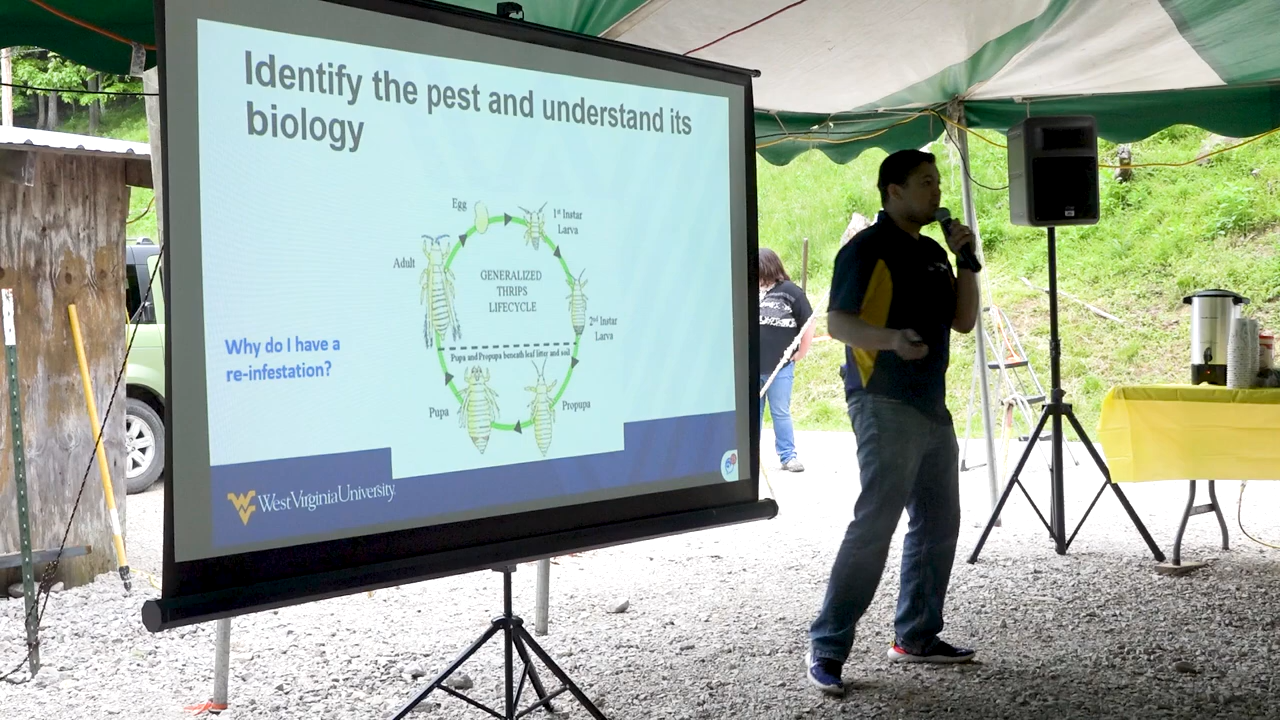 Identify the pest and understand its
biology
Egg
1st Instar
Larva
Adult
GENERALIZED
THRIPS
LIFECYCLE
2nd Instar
Larva
Pupa and Propupa beneath leaf litter and soil
Why do I have a
re-infestation?
Pupa
Propupa
West Virginia University